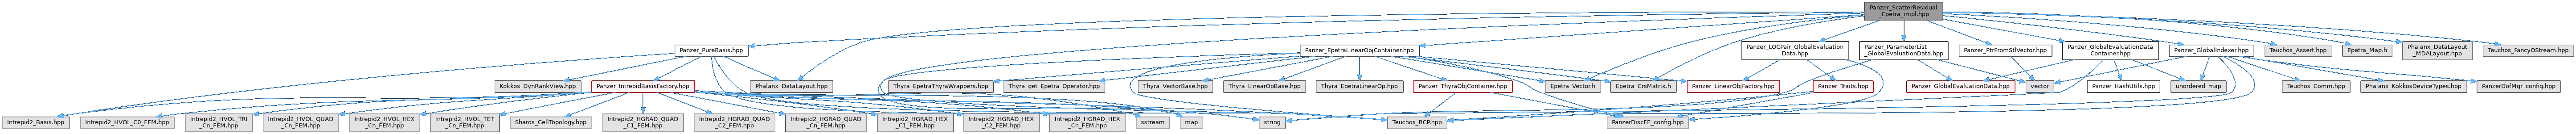 Panzer_ScatterResidual
_Epetra_impl.hpp
Panzer_PureBasis.hpp
Panzer_EpetraLinearObjContainer.hpp
Panzer_LOCPair_GlobalEvaluation
Data.hpp
Panzer_ParameterList
_GlobalEvaluationData.hpp
Panzer_PtrFromStlVector.hpp
Panzer_GlobalEvaluationData
Container.hpp
Panzer_GlobalIndexer.hpp
Teuchos_Assert.hpp
Epetra_Map.h
Phalanx_DataLayout
_MDALayout.hpp
Teuchos_FancyOStream.hpp
Kokkos_DynRankView.hpp
Panzer_IntrepidBasisFactory.hpp
Phalanx_DataLayout.hpp
Thyra_EpetraThyraWrappers.hpp
Thyra_get_Epetra_Operator.hpp
Thyra_VectorBase.hpp
Thyra_LinearOpBase.hpp
Thyra_EpetraLinearOp.hpp
Panzer_ThyraObjContainer.hpp
Epetra_Vector.h
Epetra_CrsMatrix.h
Panzer_LinearObjFactory.hpp
Panzer_Traits.hpp
Panzer_GlobalEvaluationData.hpp
vector
Panzer_HashUtils.hpp
unordered_map
Teuchos_Comm.hpp
Phalanx_KokkosDeviceTypes.hpp
PanzerDofMgr_config.hpp
Intrepid2_Basis.hpp
Intrepid2_HVOL_C0_FEM.hpp
Intrepid2_HVOL_TRI
_Cn_FEM.hpp
Intrepid2_HVOL_QUAD
_Cn_FEM.hpp
Intrepid2_HVOL_HEX
_Cn_FEM.hpp
Intrepid2_HVOL_TET
_Cn_FEM.hpp
Shards_CellTopology.hpp
Intrepid2_HGRAD_QUAD
_C1_FEM.hpp
Intrepid2_HGRAD_QUAD
_C2_FEM.hpp
Intrepid2_HGRAD_QUAD
_Cn_FEM.hpp
Intrepid2_HGRAD_HEX
_C1_FEM.hpp
Intrepid2_HGRAD_HEX
_C2_FEM.hpp
Intrepid2_HGRAD_HEX
_Cn_FEM.hpp
sstream
map
string
Teuchos_RCP.hpp
PanzerDiscFE_config.hpp